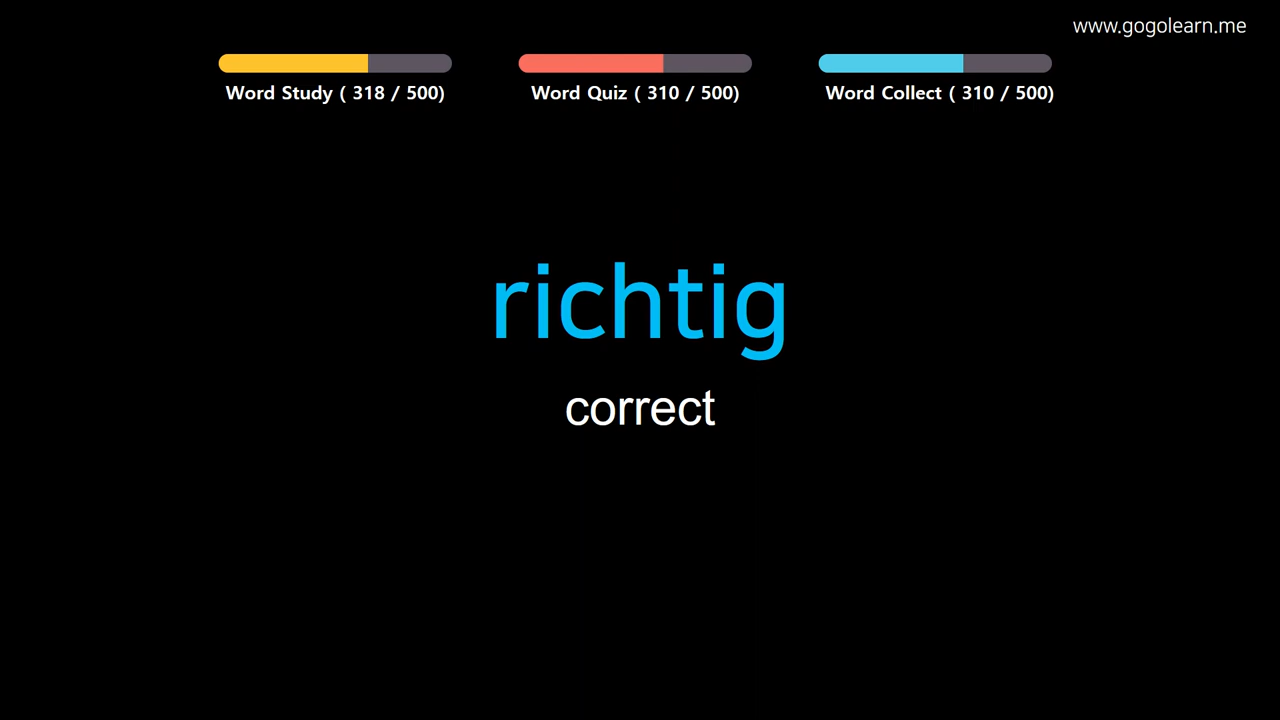 www.gogolearn.me
Word Study ( 318 / 500)
Word Quiz ( 310 / 500)
Word Collect ( 310 / 500)
richtig
correct